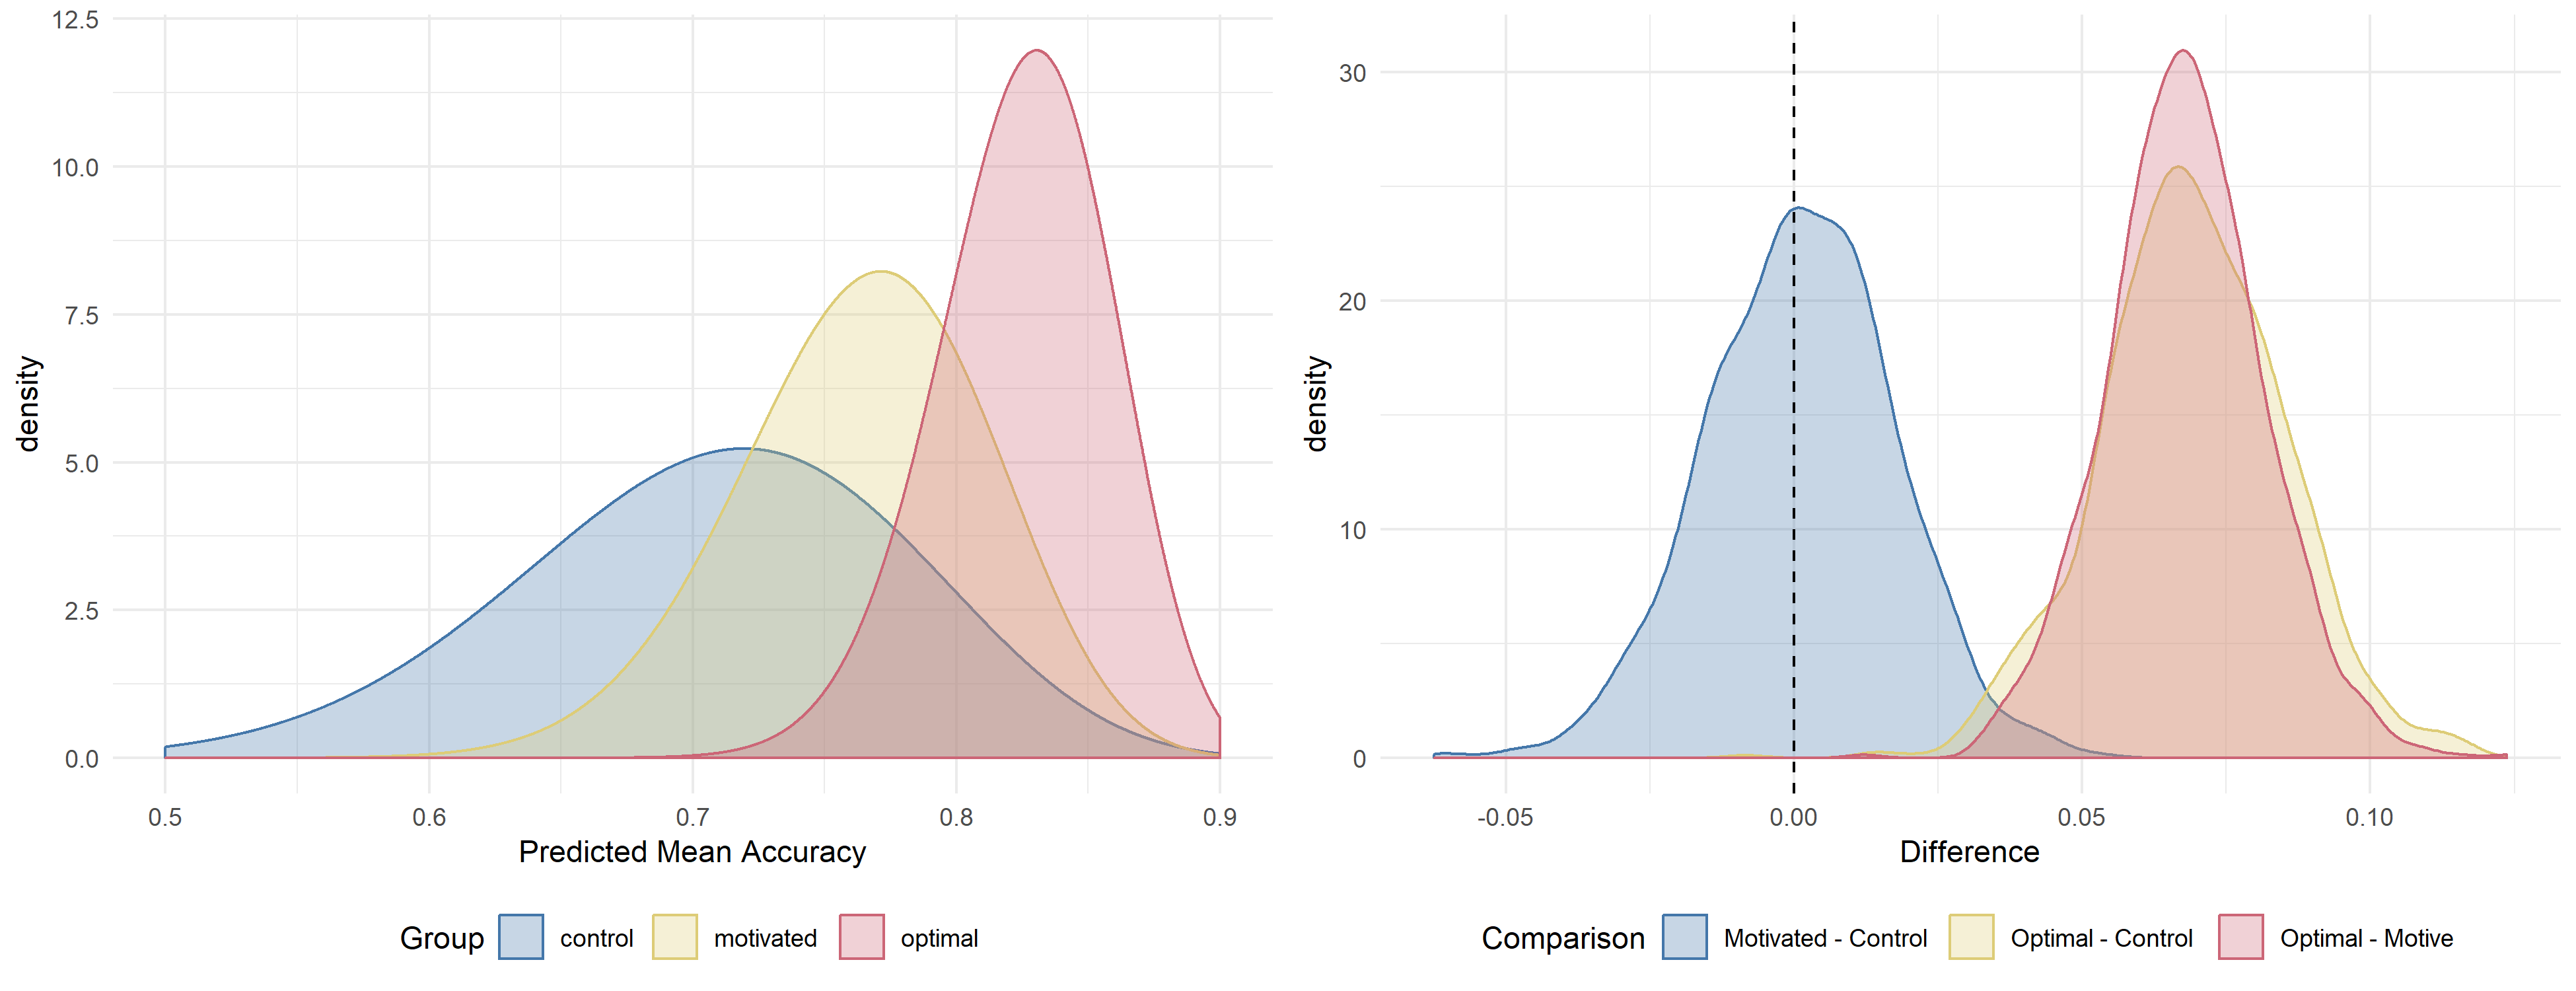 12.5
10.0
7.5
5.0
2.5
0.0
density
0.5 0.6 0.7 0.8 0.9
Predicted Mean Accuracy
Group control motivated optimal
30
20
10
0
density
-0.05 0.00 0.05 0.10
Difference
Comparison Motivated - Control Optimal - Control Optimal - Motive